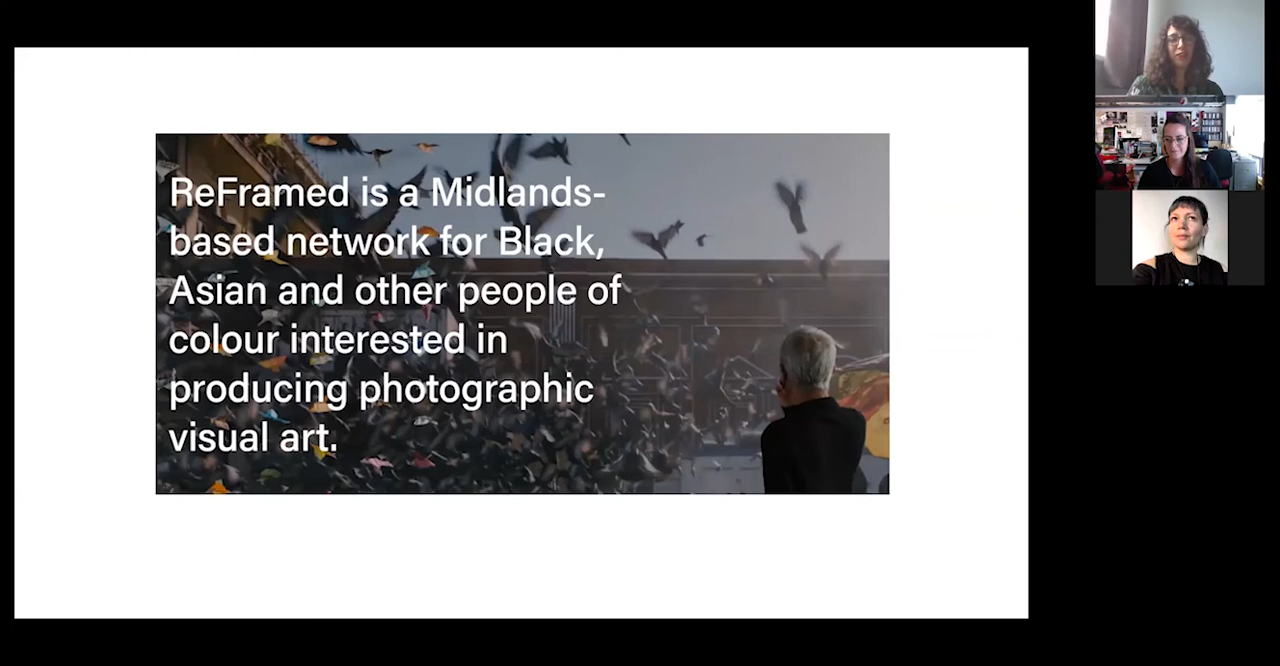 ReFramed is a Midlands-
based network for Black,
Asian and other people of
colour interested in
producing photographic
visual art.